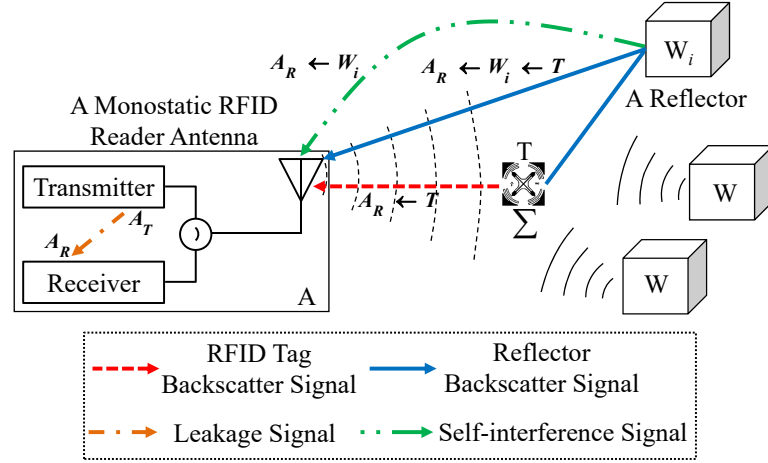 W_i
A_R ← W_i
A_R ← W_i ← T
A Reflector
A Monostatic RFID
Reader Antenna
T
Transmitter
W
A_R ← T
A_T
A_R
Σ
Receiver
A
W
RFID Tag
Backscatter Signal
Reflector
Backscatter Signal
Leakage Signal
Self-interference Signal